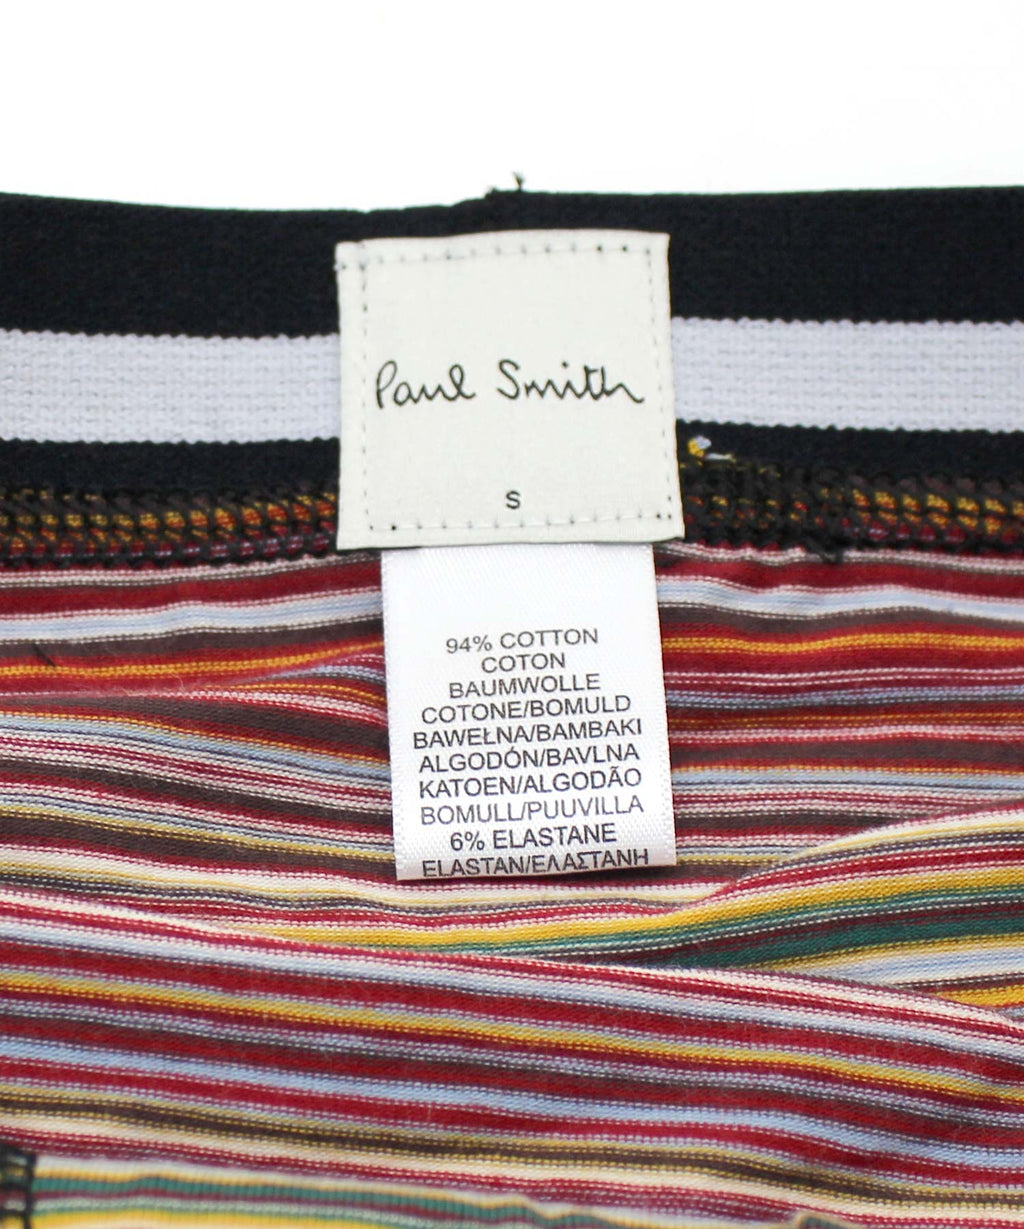 Paul Smith
S
94% COTTON
COTON
BAUMWOLLE
COTONE/BOMULD
BAWEŁNA/BAMBAKI
ALGODÓN/BAVLNA
KATOEN/ALGODÃO
BOMULL/PUUVILLA
6% ELASTANE
ELASTAN/ΕΛΑΣΤΑΝΗ